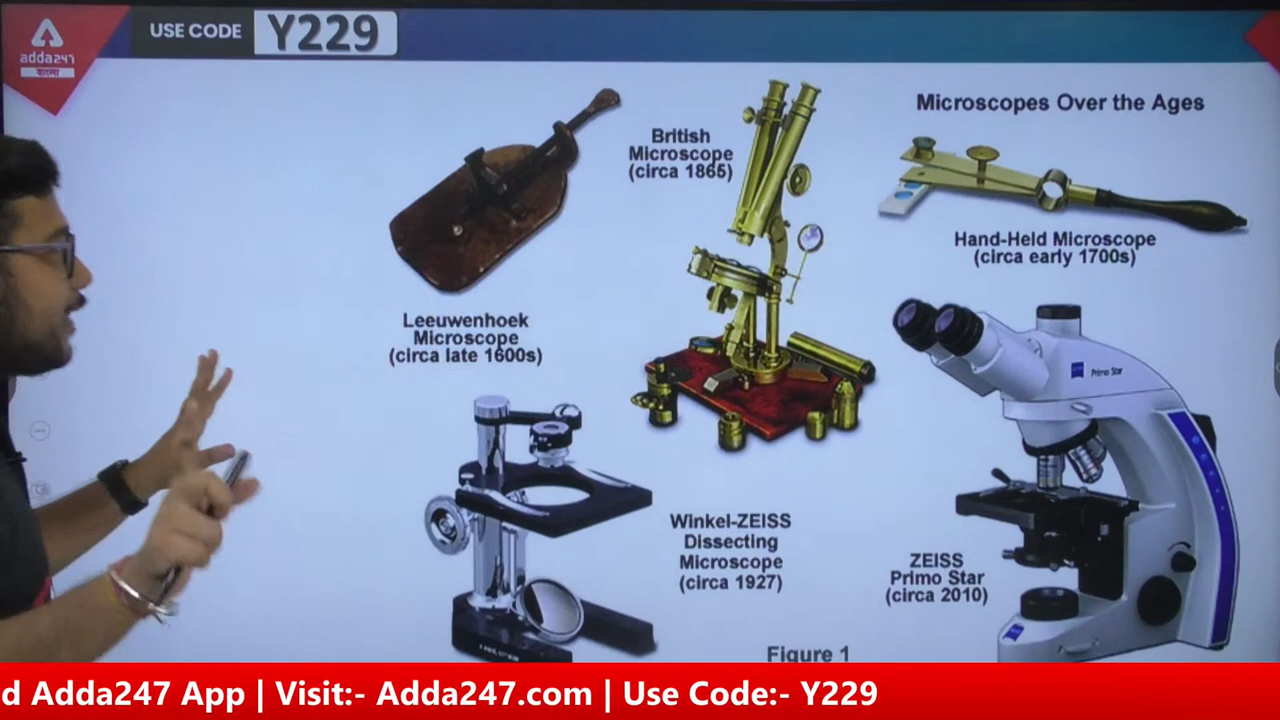 adda247
বাংলা
USE CODE
Y229
Microscopes Over the Ages
British
Microscope
(circa 1865)
Hand-Held Microscope
(circa early 1700s)
Leeuwenhoek
Microscope
(circa late 1600s)
Primo Star
Winkel-ZEISS
Dissecting
Microscope
(circa 1927)
ZEISS
Primo Star
(circa 2010)
Figure 1
d Adda247 App | Visit:- Adda247.com | Use Code:- Y229